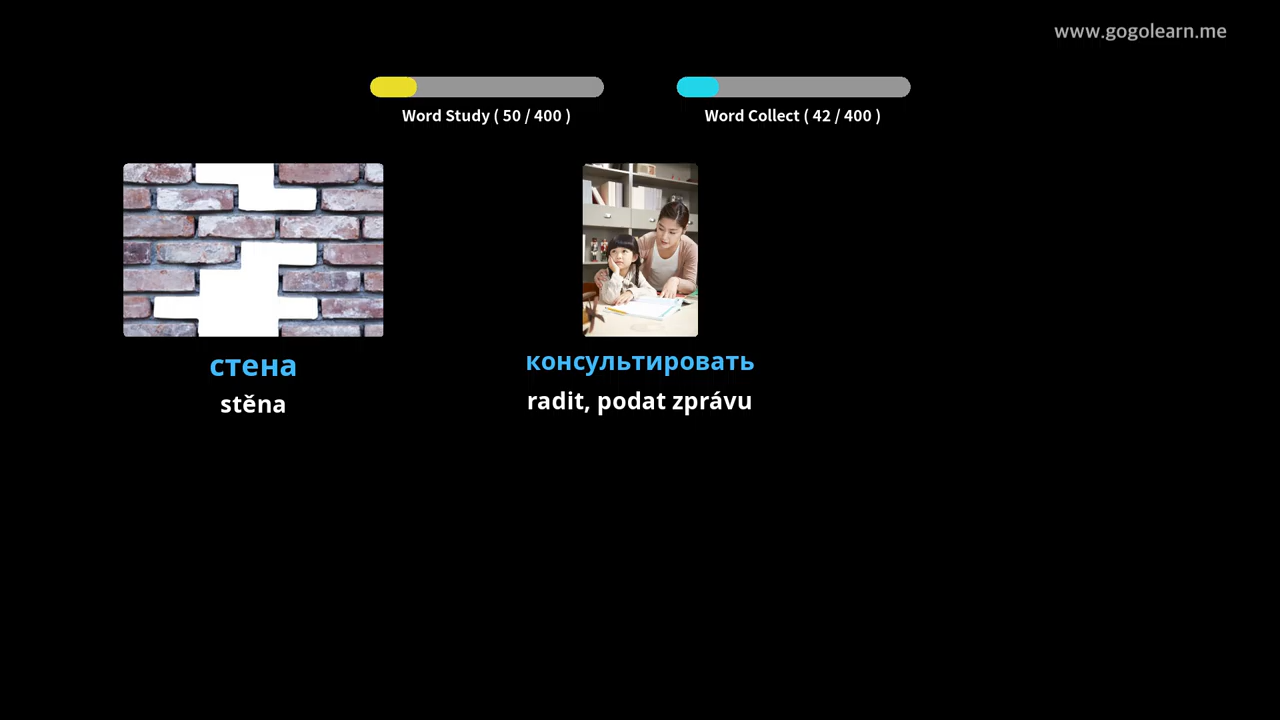 www.gogolearn.me
Word Study ( 50 / 400 )
Word Collect ( 42 / 400 )
стена
stěna
консультировать
radit, podat zprávu